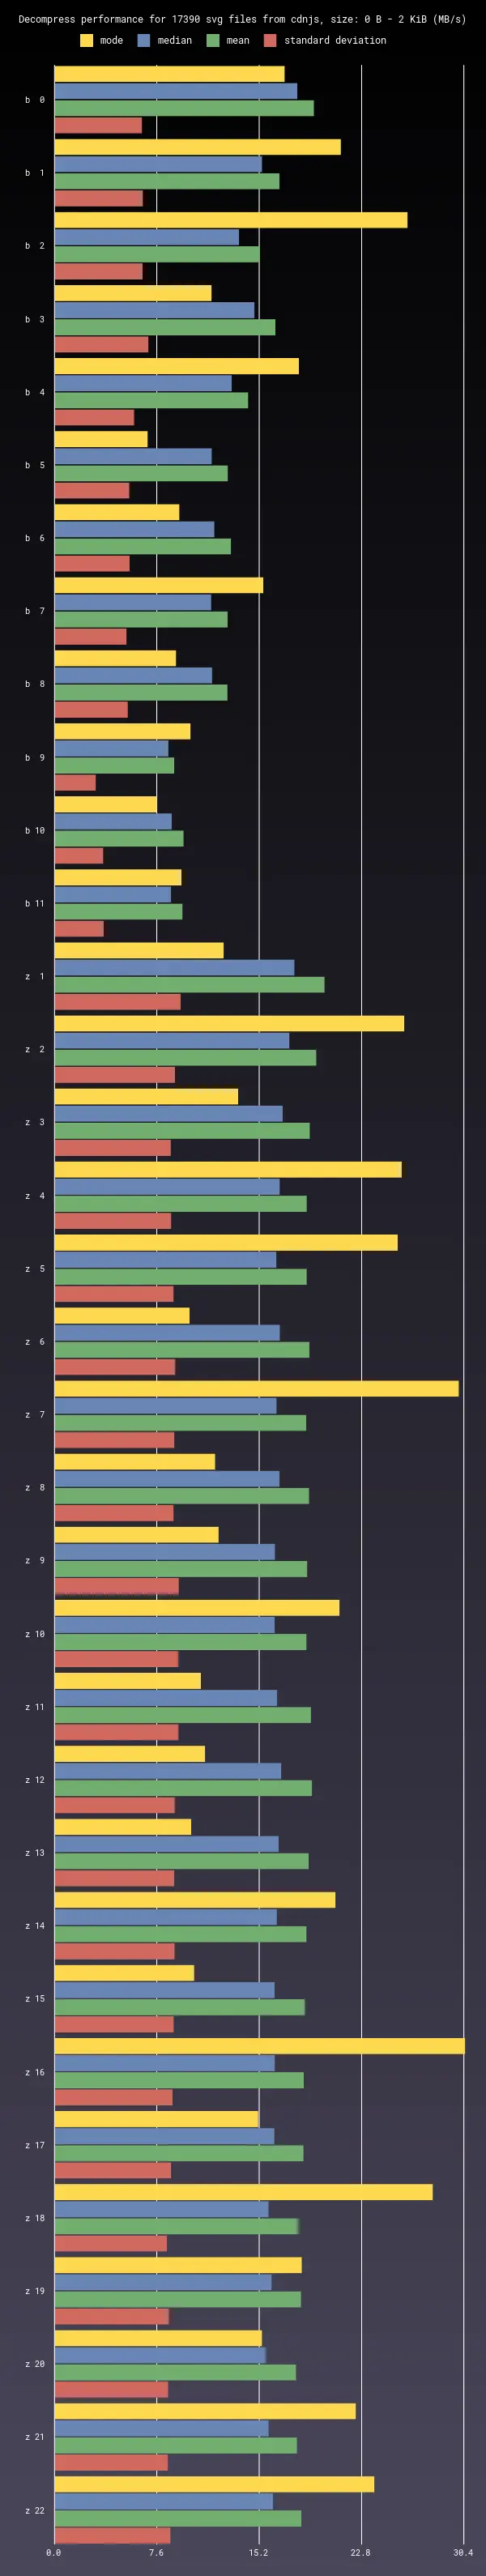 Decompress performance for 17390 svg files from cdnjs, size: 0 B - 2 KiB (MB/s)
mode median mean standard deviation
b 0
b 1
b 2
b 3
b 4
b 5
b 6
b 7
b 8
b 9
b 10
b 11
z 1
z 2
z 3
z 4
z 5
z 6
z 7
z 8
z 9
z 10
z 11
z 12
z 13
z 14
z 15
z 16
z 17
z 18
z 19
z 20
z 21
z 22
0.0 7.6 15.2 22.8 30.4